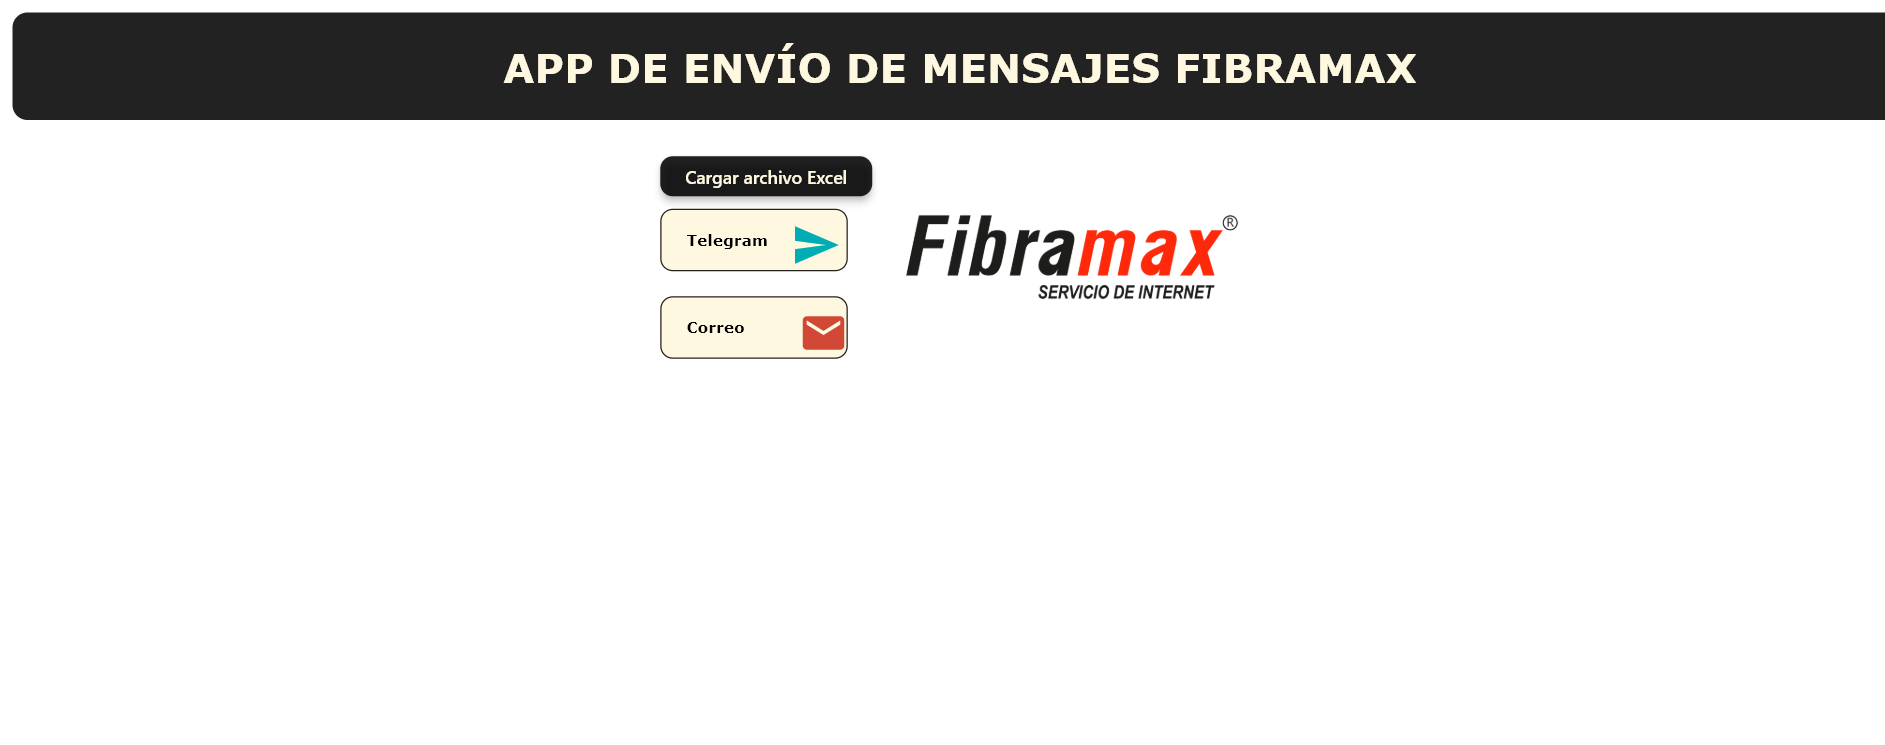 APP DE ENVÍO DE MENSAJES FIBRAMAX
Cargar archivo Excel
Telegram
Correo
Fibramax®
SERVICIO DE INTERNET